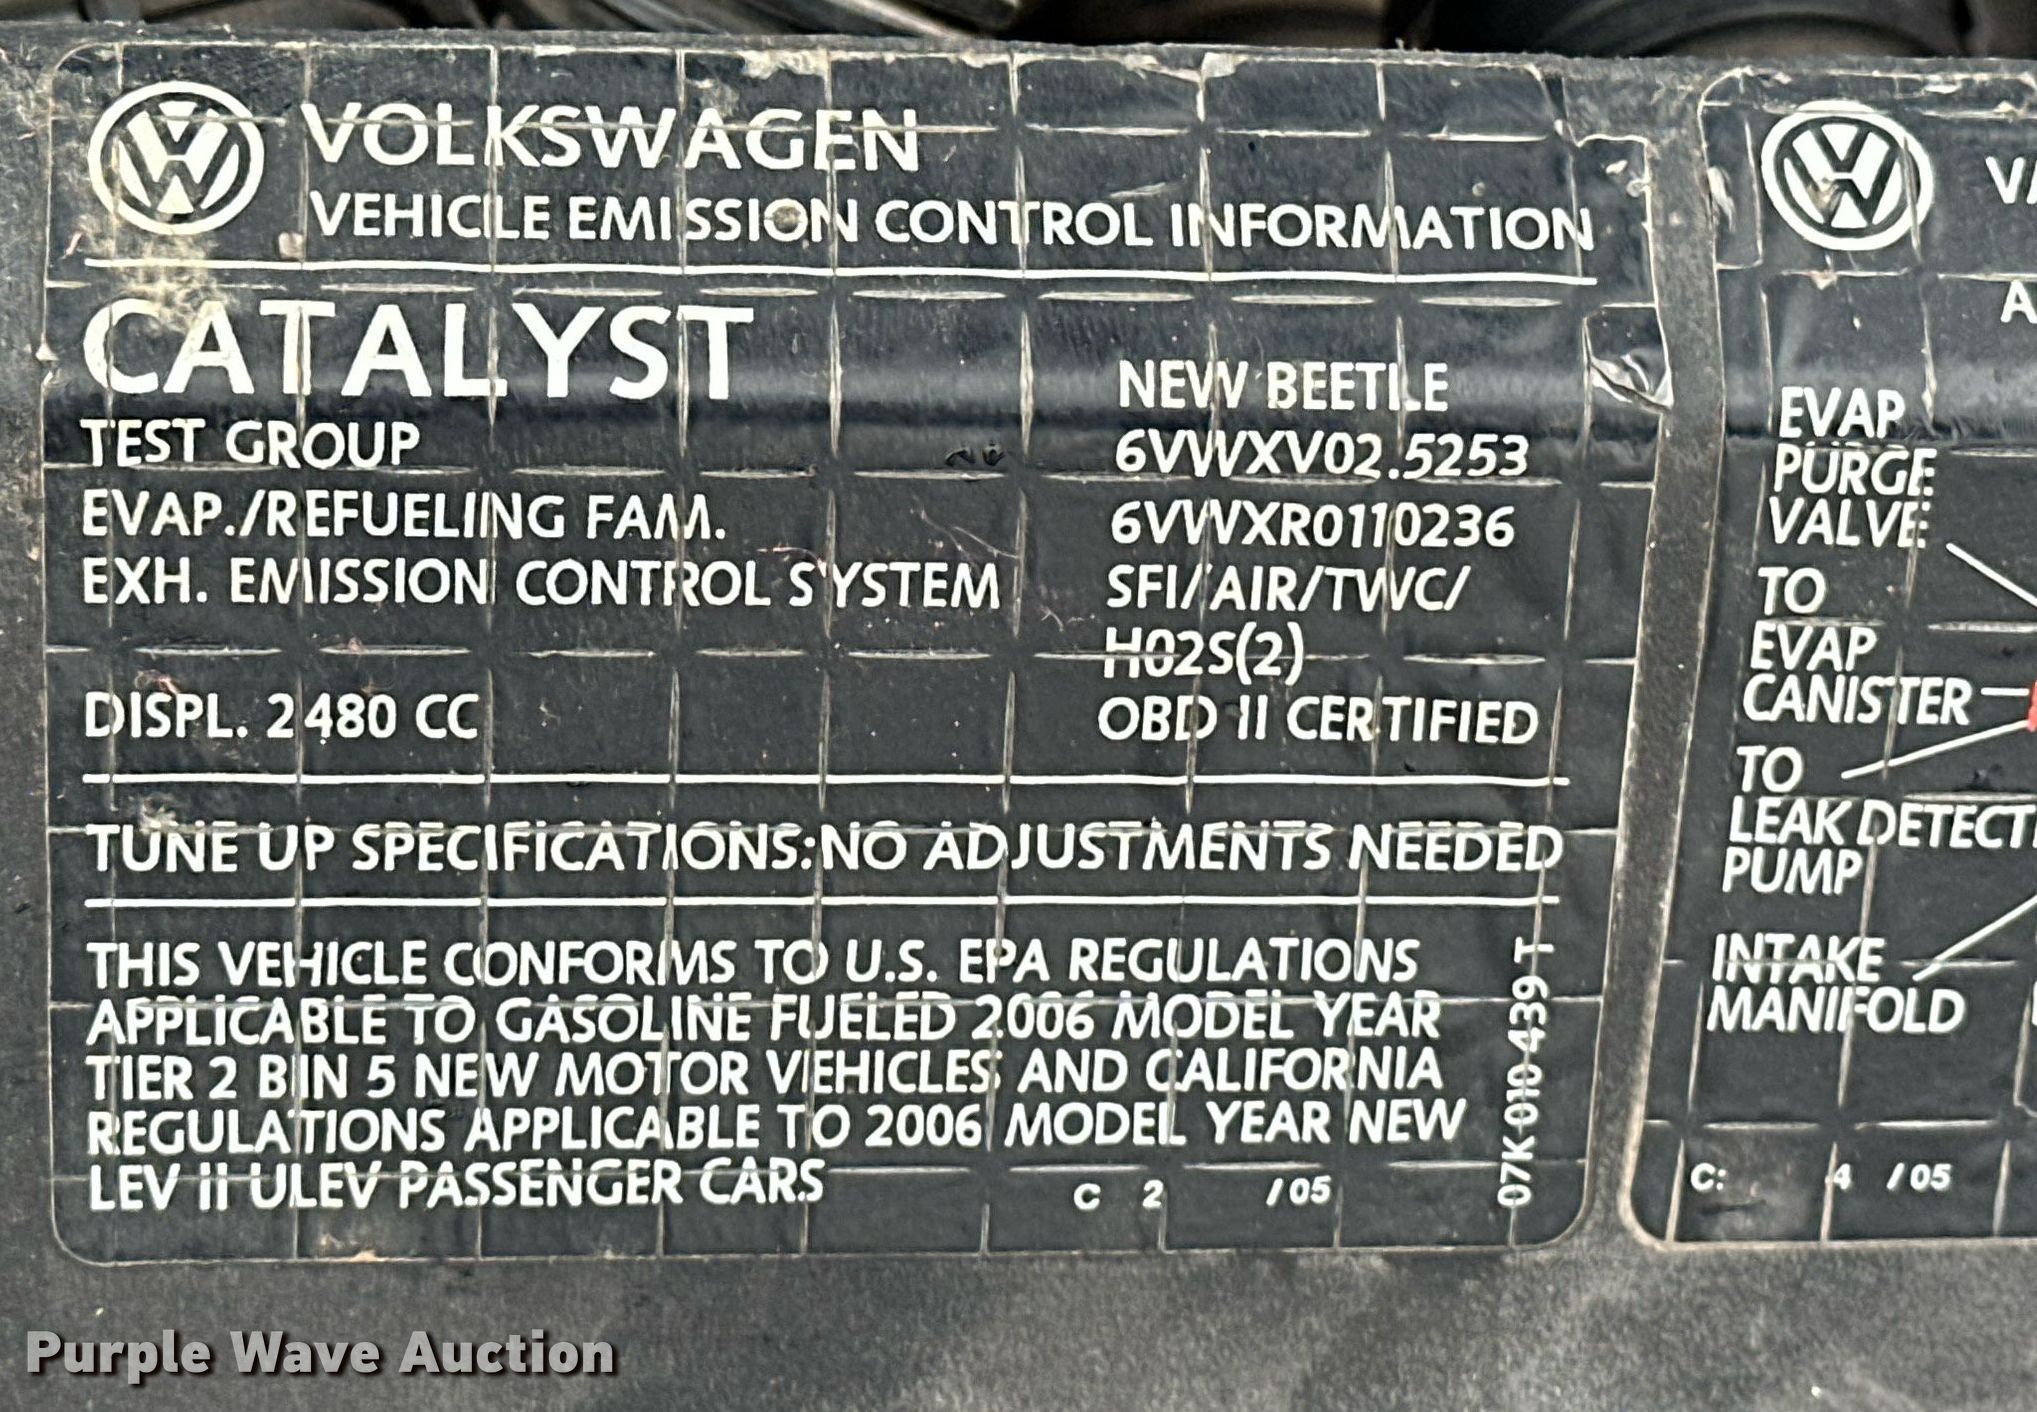 VOLKSWAGEN
VEHICLE EMISSION CONTROL INFORMATION
CATALYST
NEW BEETLE
TEST GROUP 6VWXV02.5253
EVAP./REFUELING FAM. 6VWXR0110236
EXH. EMISSION CONTROL SYSTEM SFI/AIR/TWC/
HO2S(2)
DISPL. 2480 CC OBD II CERTIFIED
TUNE UP SPECIFICATIONS:NO ADJUSTMENTS NEEDED
THIS VEHICLE CONFORMS TO U.S. EPA REGULATIONS
APPLICABLE TO GASOLINE FUELED 2006 MODEL YEAR
TIER 2 BIN 5 NEW MOTOR VEHICLES AND CALIFORNIA
REGULATIONS APPLICABLE TO 2006 MODEL YEAR NEW
LEV II ULEV PASSENGER CARS
C 2 /05
07K 010 439 T
EVAP
PURGE
VALVE
TO
EVAP
CANISTER
TO
LEAK DETECTI
PUMP
INTAKE
MANIFOLD
C: 4 /05
Purple Wave Auction